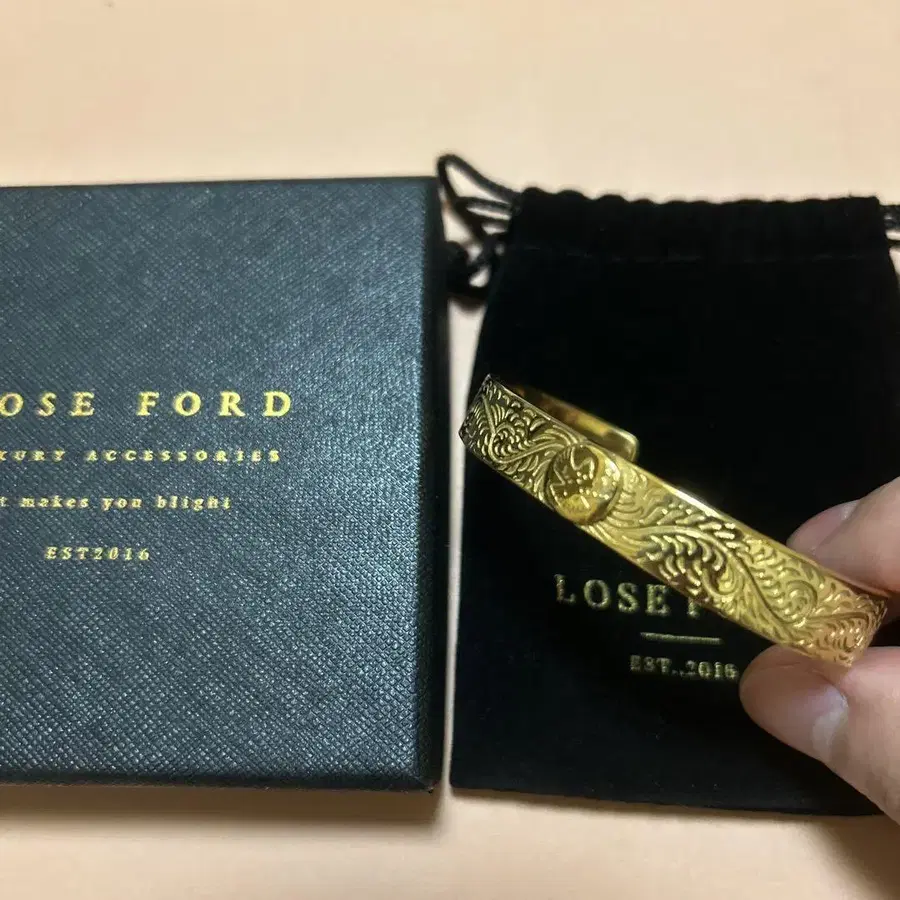 OSE FORD
XURY ACCESSORIES
t makes you blight
EST2016
LOSE F
EST..2016